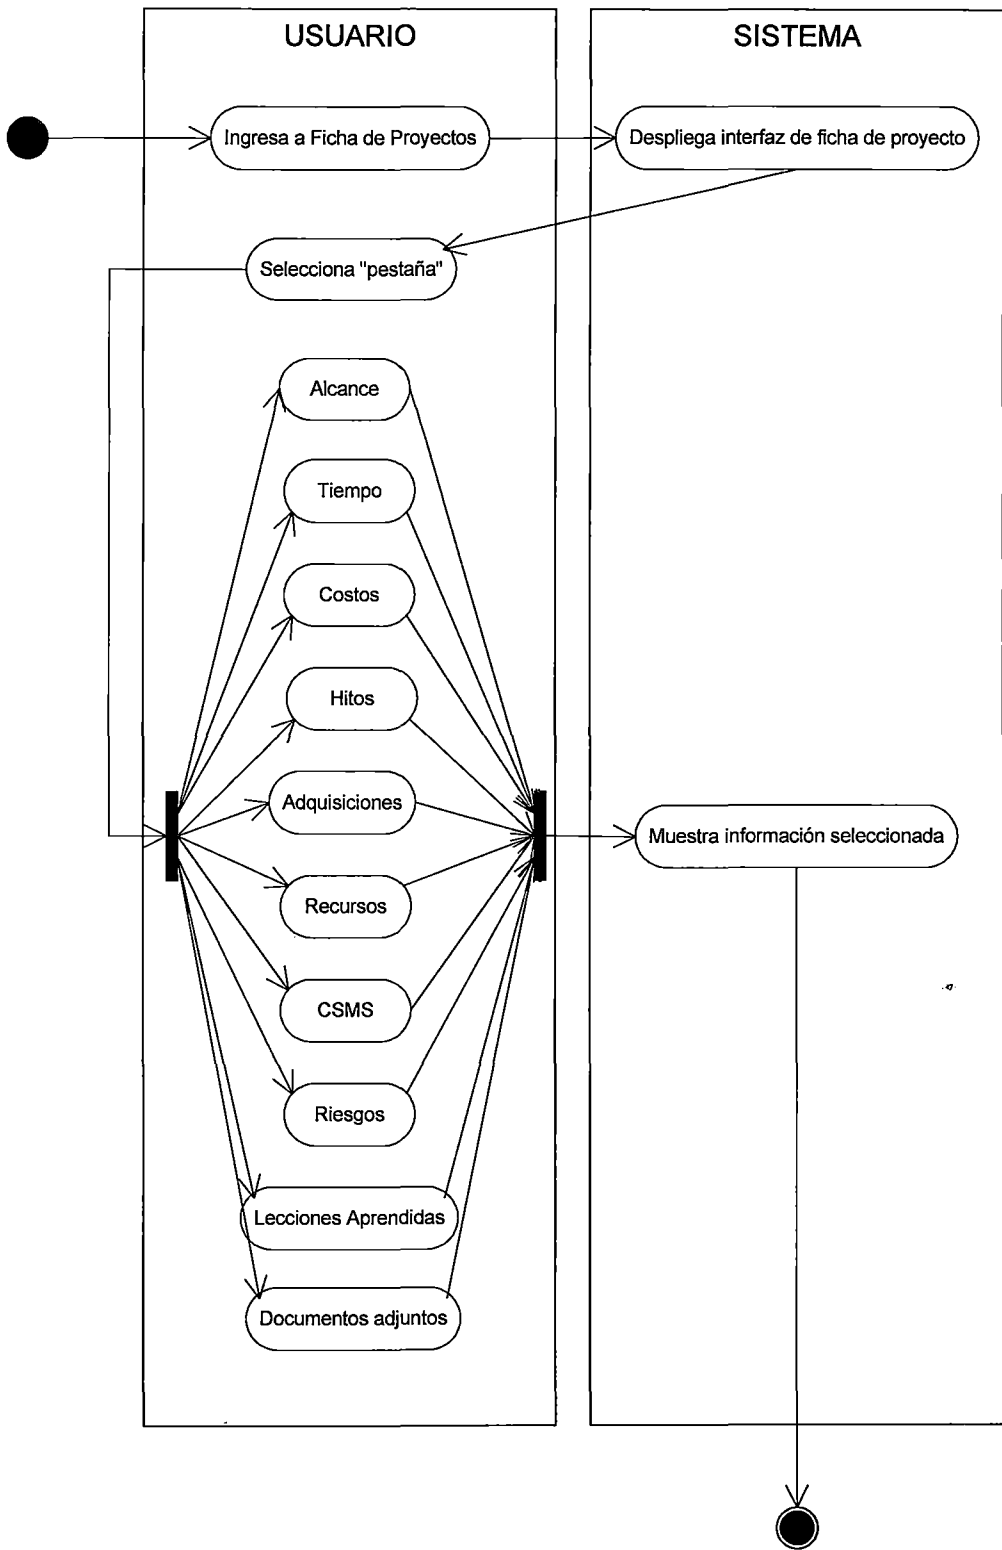 USUARIO
SISTEMA
Ingresa a Ficha de Proyectos
Despliega interfaz de ficha de proyecto
Selecciona "pestaña"
Alcance
Tiempo
Costos
Hitos
Adquisiciones
Muestra información seleccionada
Recursos
CSMS
Riesgos
Lecciones Aprendidas
Documentos adjuntos